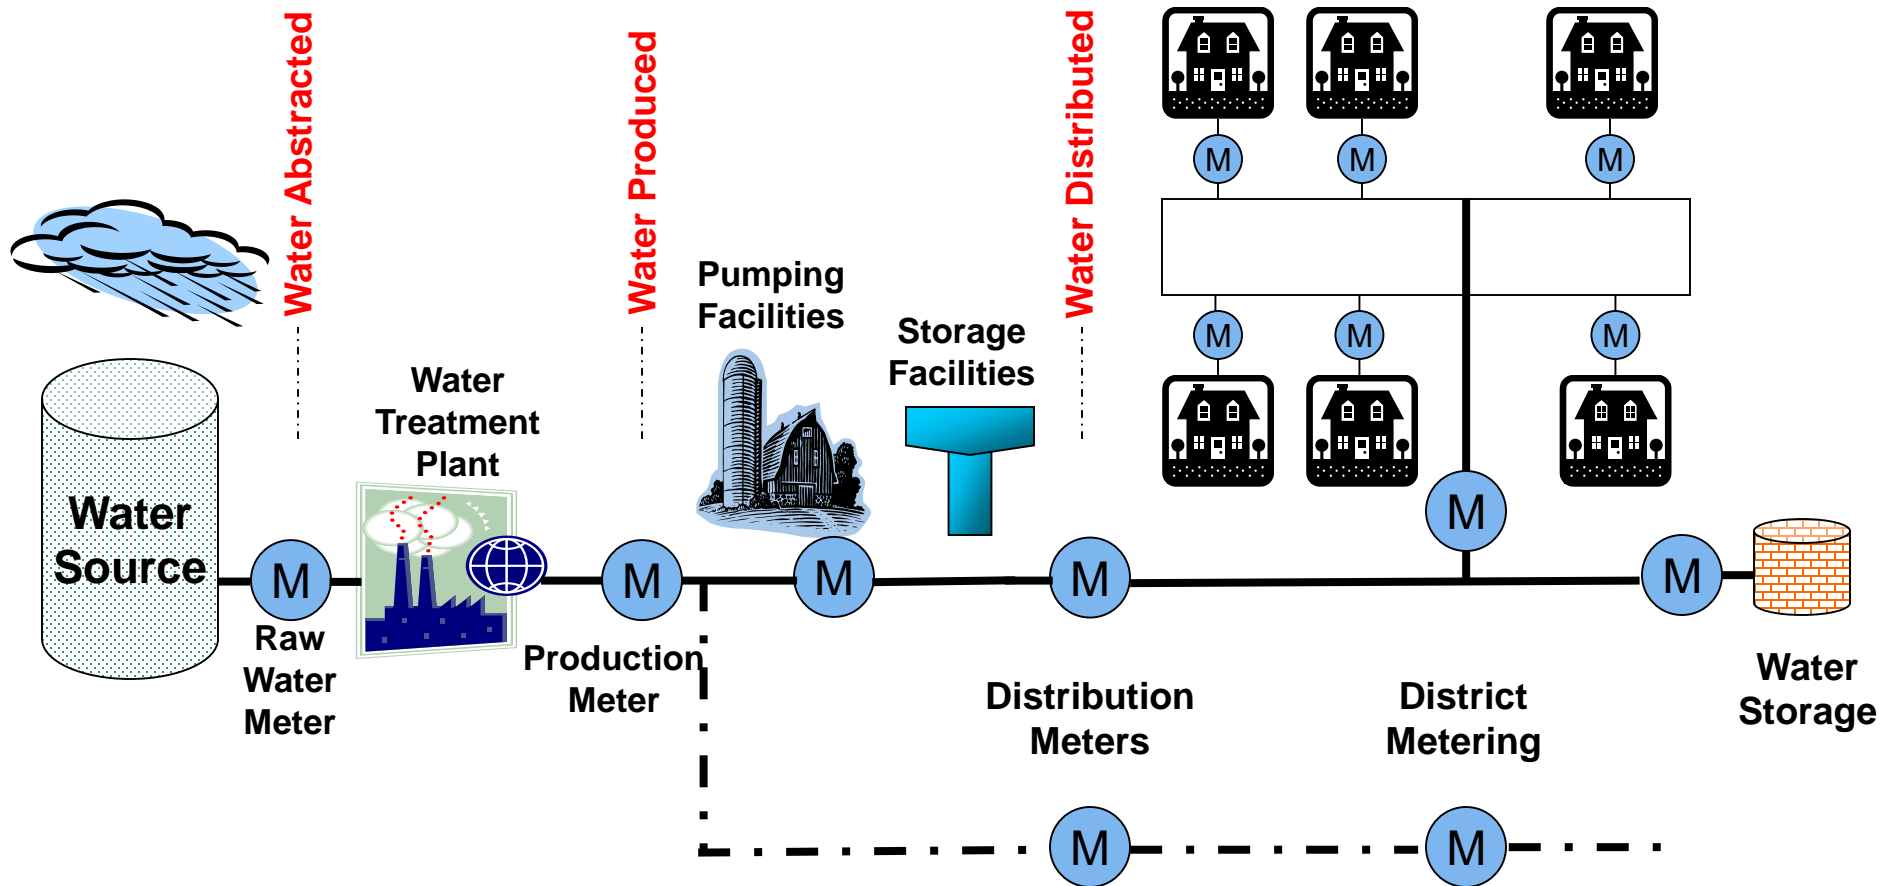 Water Abstracted
Water Produced
Water Distributed
M
M
M
M
M
M
Pumping
Facilities
Storage
Facilities
Water
Treatment
Plant
Water
Source
M
M
M
M
M
M
Raw
Water
Meter
Production
Meter
Distribution
Meters
District
Metering
Water
Storage
M
M